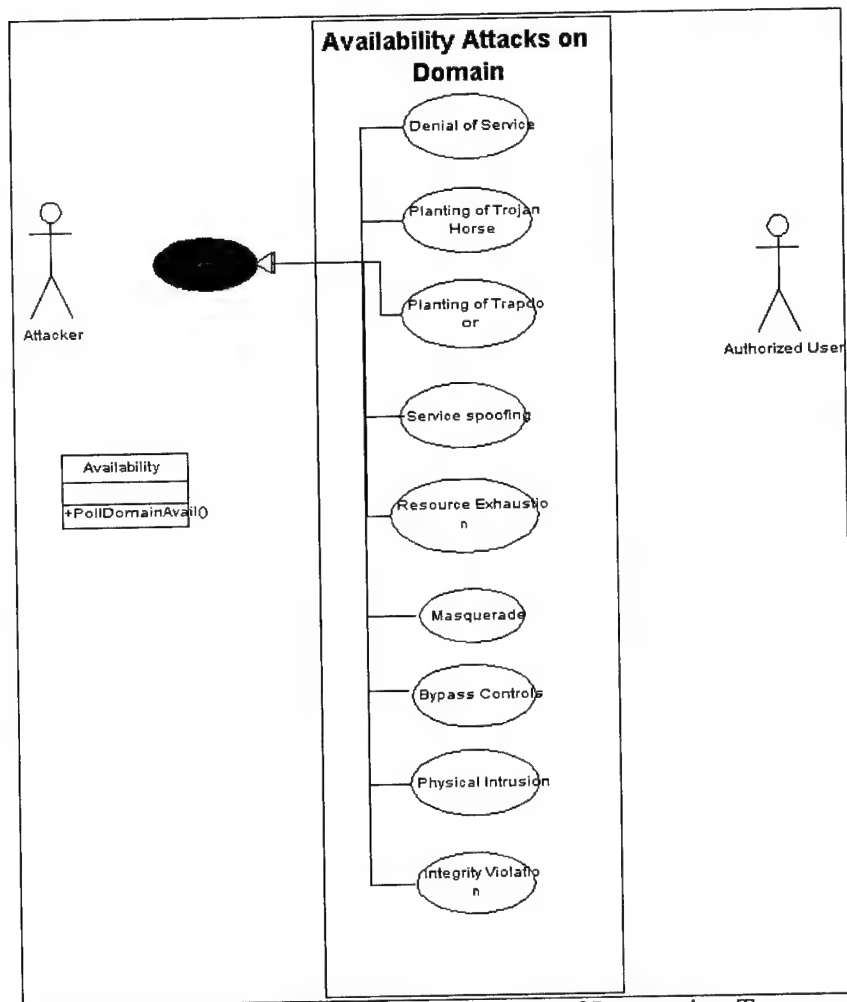 Availability Attacks on
Domain
Denial of Service
Planting of Trojan
Horse
Planting of Trapdo
or
Attacker
Authorized User
Service spoofing
Availability
+PollDomainAvail()
Resource Exhaustio
n
Masquerade
Bypass Controls
Physical Intrusion
Integrity Violatio
n